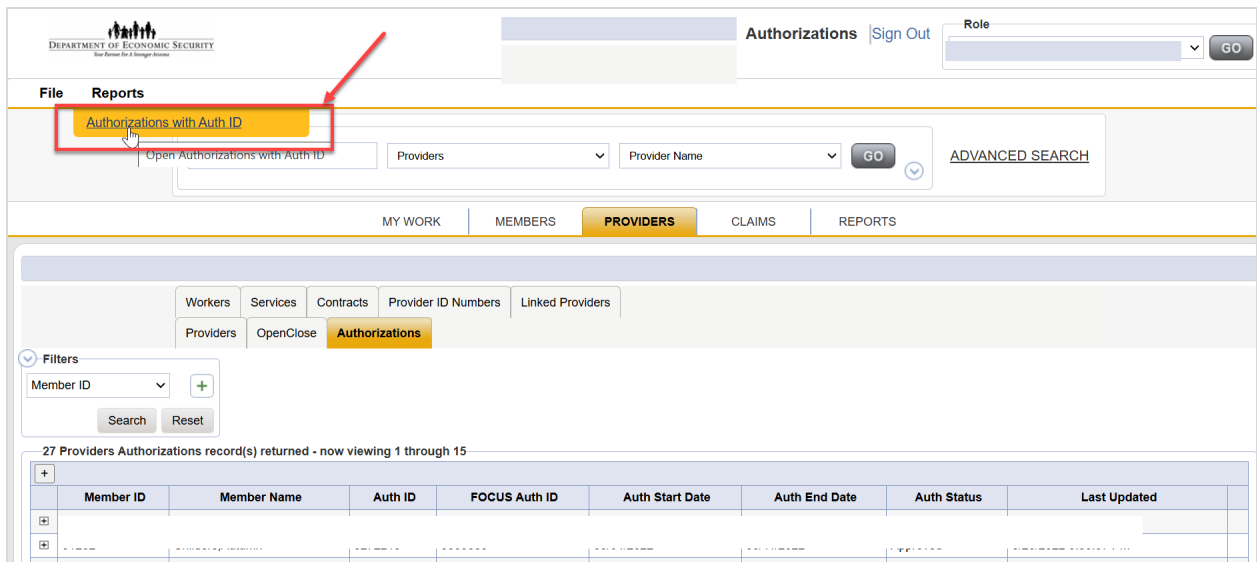 DEPARTMENT OF ECONOMIC SECURITY
Your Partner For A Stronger Arizona
Authorizations | Sign Out
Role
GO
File Reports
Authorizations with Auth ID
Open Authorizations with Auth ID
Providers
Provider Name
GO
ADVANCED SEARCH
MY WORK
MEMBERS
PROVIDERS
CLAIMS
REPORTS
Workers Services Contracts Provider ID Numbers Linked Providers
Providers OpenClose Authorizations
Filters
Member ID
+
Search Reset
27 Providers Authorizations record(s) returned - now viewing 1 through 15
+
Member ID Member Name Auth ID FOCUS Auth ID Auth Start Date Auth End Date Auth Status Last Updated